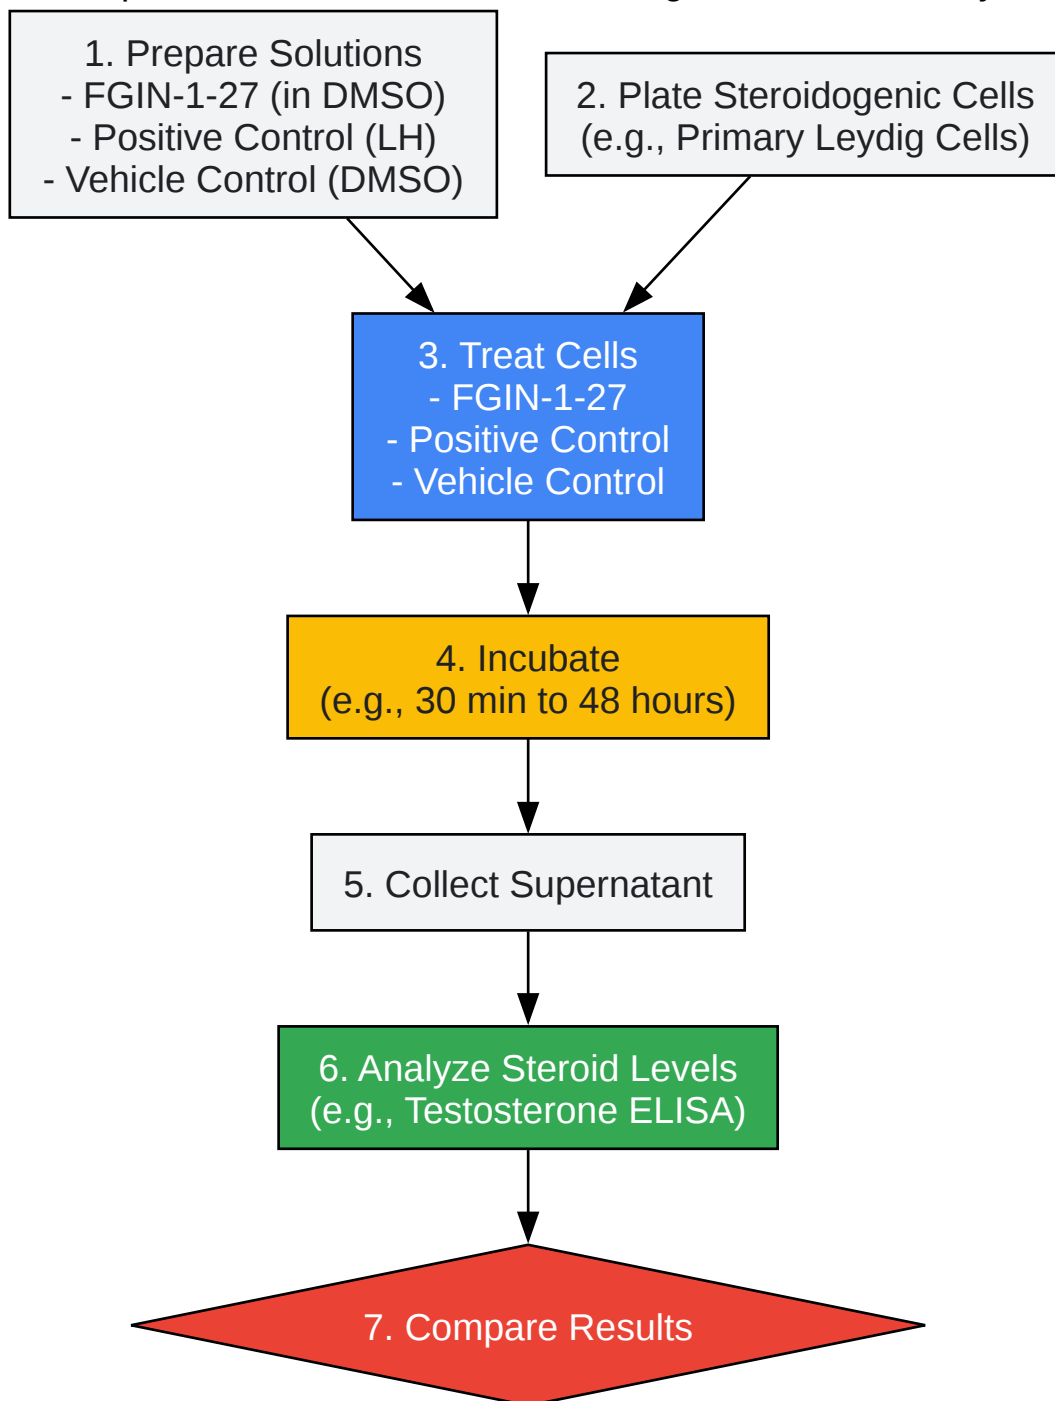 1. Prepare Solutions
- FGIN-1-27 (in DMSO)
- Positive Control (LH)
- Vehicle Control (DMSO)
2. Plate Steroidogenic Cells
(e.g., Primary Leydig Cells)
3. Treat Cells
- FGIN-1-27
- Positive Control
- Vehicle Control
4. Incubate
(e.g., 30 min to 48 hours)
5. Collect Supernatant
6. Analyze Steroid Levels
(e.g., Testosterone ELISA)
7. Compare Results